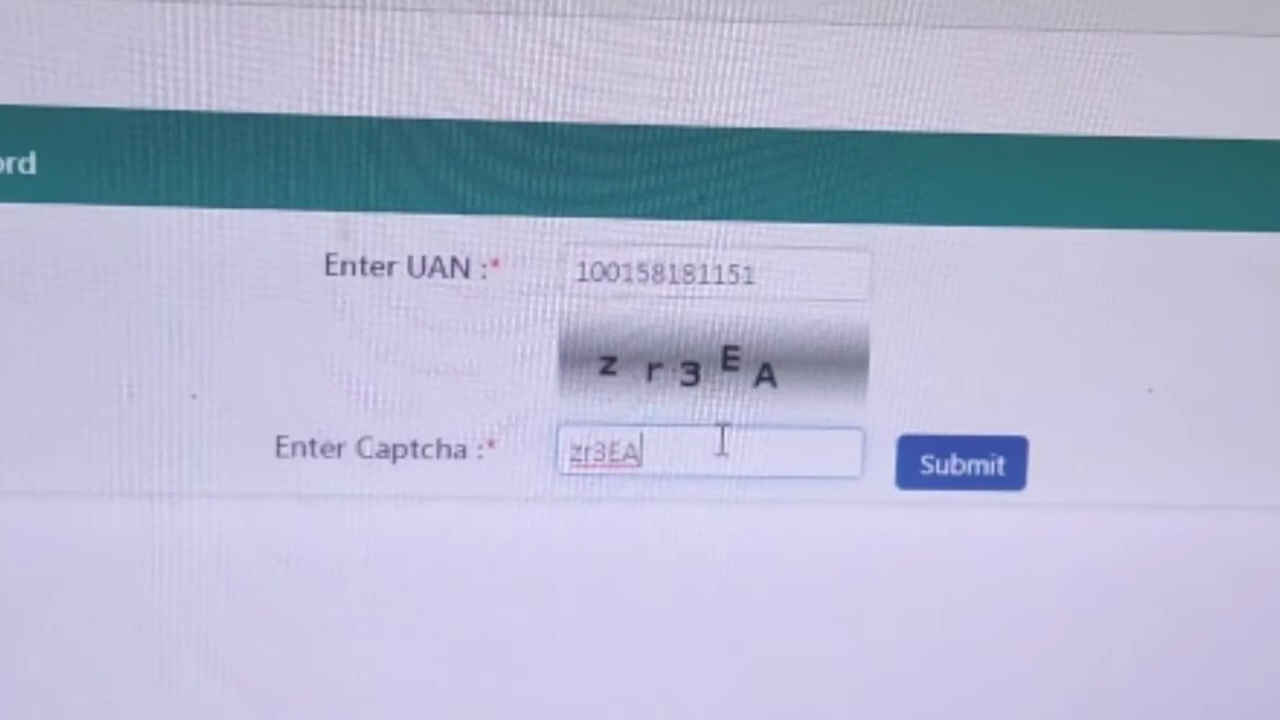 ord
Enter UAN :* 100158181151
z r 3 E A
Enter Captcha :* zr3EA Submit